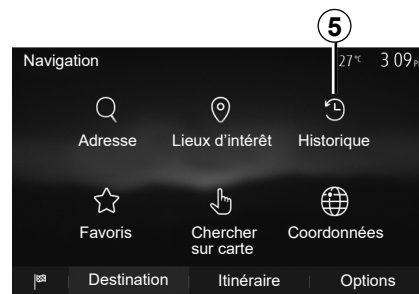 5
Navigation 27°C 3 09 P
Adresse Lieux d'intérêt Historique
Favoris Chercher sur carte Coordonnées
Destination Itinéraire Options